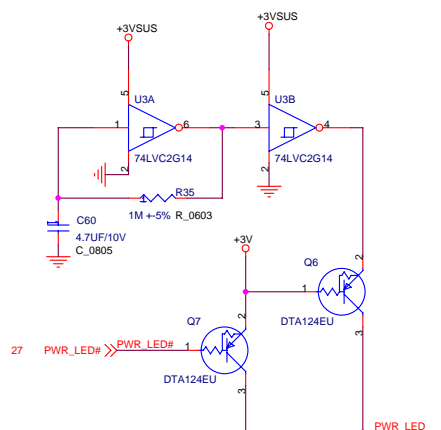 +3VSUS
+3VSUS
5
U3A
5
U3B
1
6
3
4
74LVC2G14
74LVC2G14
2
2
R35
1M +-5% R_0603
C60
4.7UF/10V
C_0805
+3V
Q6
2
1
Q7
2
DTA124EU
27 PWR_LED# PWR_LED# 1
DTA124EU
3
3
PWR_LED